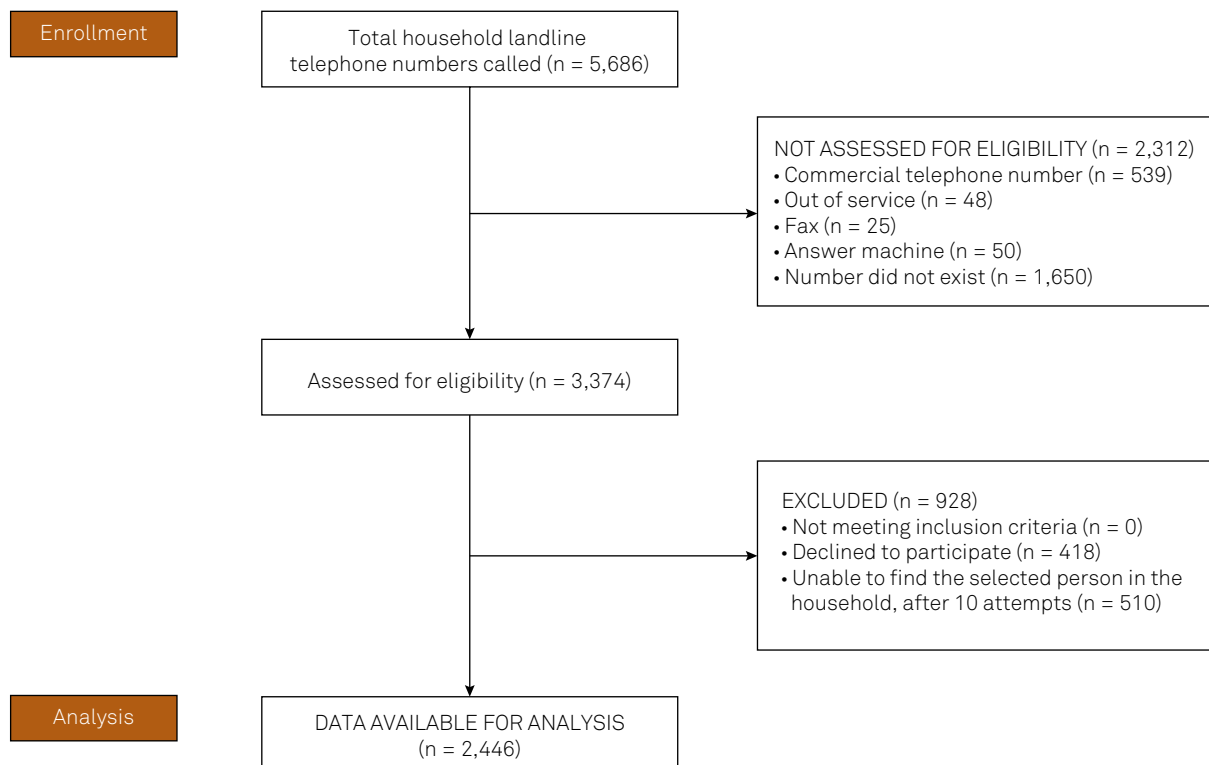 Enrollment
Total household landline
telephone numbers called (n = 5,686)
NOT ASSESSED FOR ELIGIBILITY (n = 2,312)
• Commercial telephone number (n = 539)
• Out of service (n = 48)
• Fax (n = 25)
• Answer machine (n = 50)
• Number did not exist (n = 1,650)
Assessed for eligibility (n = 3,374)
EXCLUDED (n = 928)
• Not meeting inclusion criteria (n = 0)
• Declined to participate (n = 418)
• Unable to find the selected person in the
household, after 10 attempts (n = 510)
Analysis
DATA AVAILABLE FOR ANALYSIS
(n = 2,446)